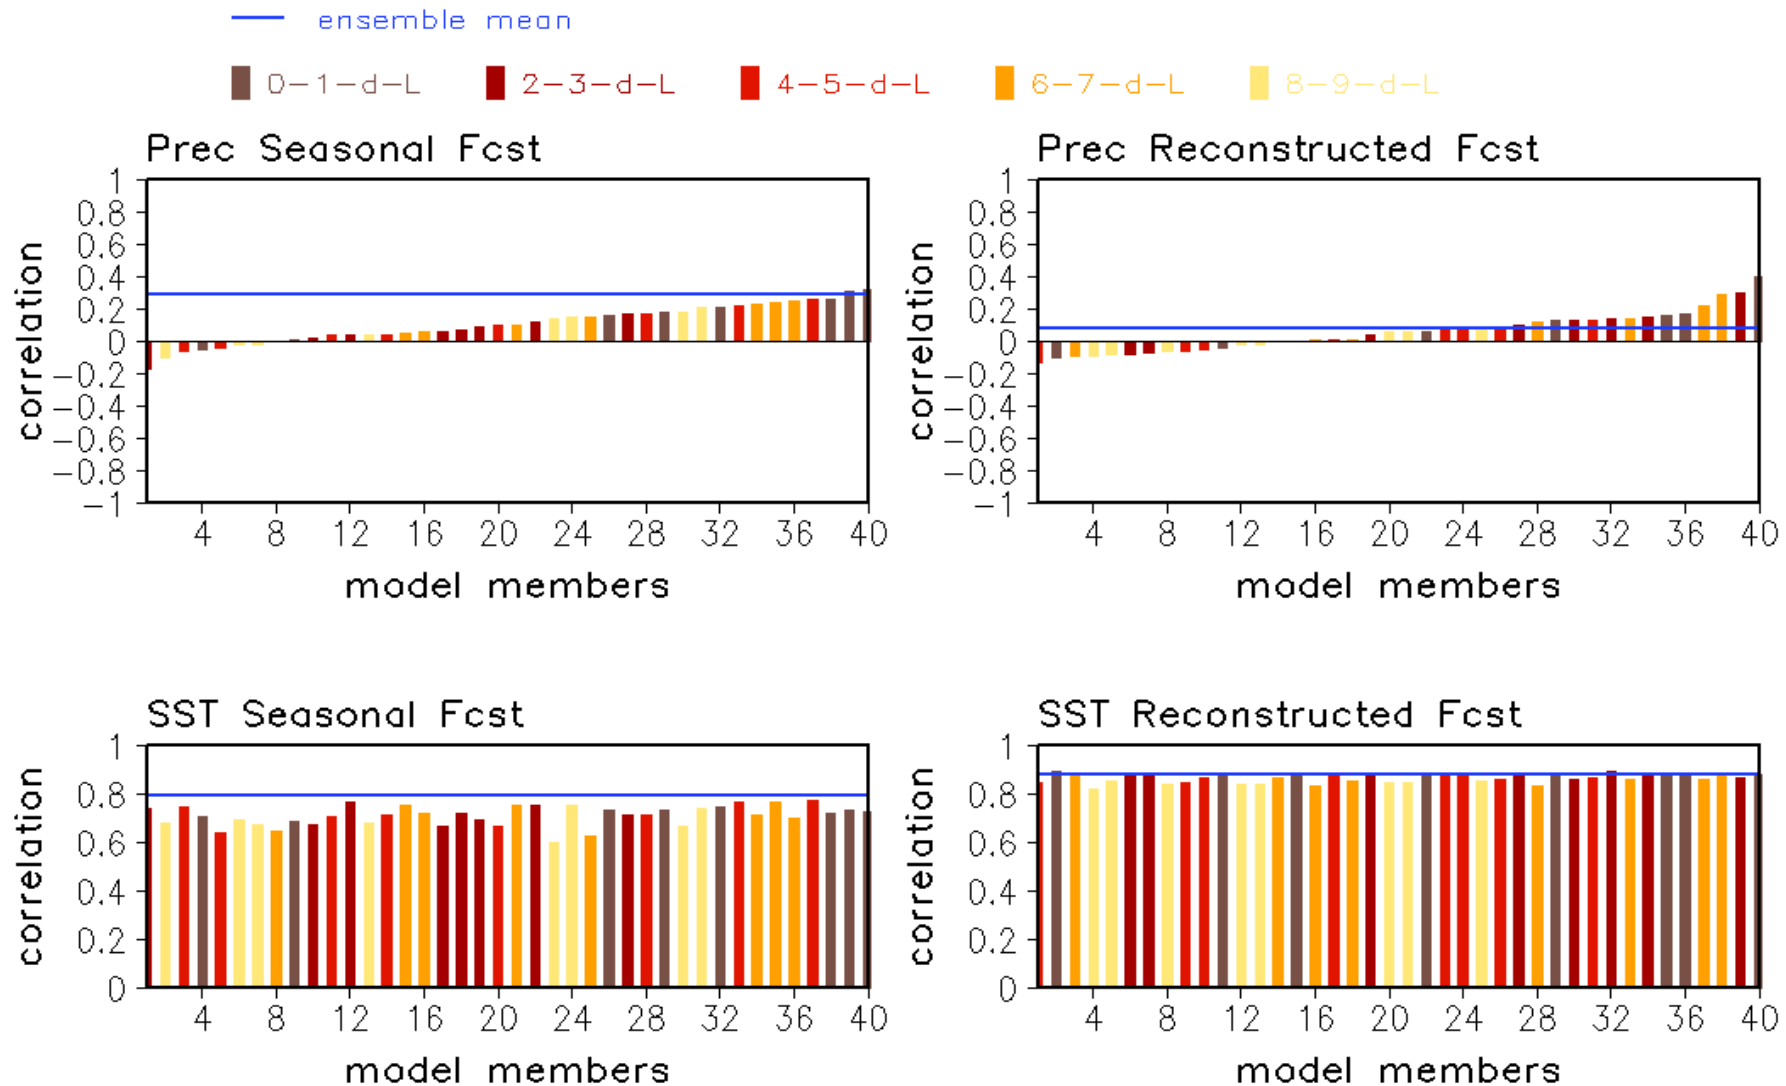 ensemble mean
0-1-d-L 2-3-d-L 4-5-d-L 6-7-d-L 8-9-d-L
Prec Seasonal Fcst
1
0.8
0.6
0.4
0.2
0
-0.2
-0.4
-0.6
-0.8
-1
correlation
4 8 12 16 20 24 28 32 36 40
model members
Prec Reconstructed Fcst
1
0.8
0.6
0.4
0.2
0
-0.2
-0.4
-0.6
-0.8
-1
correlation
4 8 12 16 20 24 28 32 36 40
model members
SST Seasonal Fcst
1
0.8
0.6
0.4
0.2
0
correlation
4 8 12 16 20 24 28 32 36 40
model members
SST Reconstructed Fcst
1
0.8
0.6
0.4
0.2
0
correlation
4 8 12 16 20 24 28 32 36 40
model members